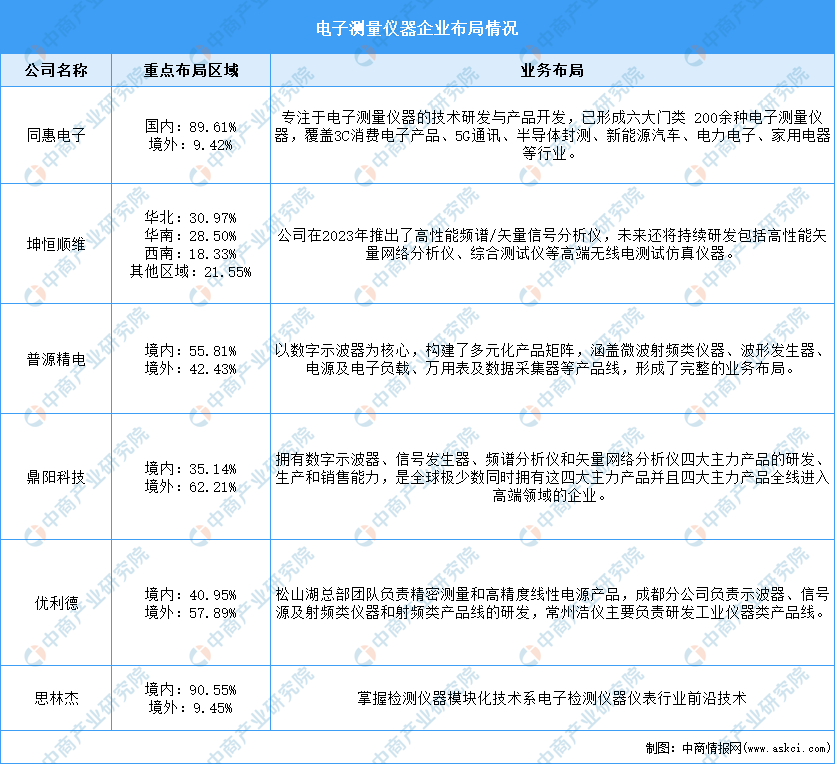 电子测量仪器企业布局情况
公司名称 重点布局区域 业务布局
同惠电子
国内：89.61%
境外：9.42%
专注于电子测量仪器的技术研发与产品开发，已形成六大门类 200余种电子测量仪
器，覆盖3C消费电子产品、5G通讯、半导体封测、新能源汽车、电力电子、家用电器
等行业。
坤恒顺维
华北：30.97%
华南：28.50%
西南：18.33%
其他区域：21.55%
公司在2023年推出了高性能频谱/矢量信号分析仪，未来还将持续研发包括高性能矢
量网络分析仪、综合测试仪等高端无线电测试仿真仪器。
普源精电
境内：55.81%
境外：42.43%
以数字示波器为核心，构建了多元化产品矩阵，涵盖微波射频类仪器、波形发生器、
电源及电子负载、万用表及数据采集器等产品线，形成了完整的业务布局。
鼎阳科技
境内：35.14%
境外：62.21%
拥有数字示波器、信号发生器、频谱分析仪和矢量网络分析仪四大主力产品的研发、
生产和销售能力，是全球极少数同时拥有这四大主力产品并且四大主力产品全线进入
高端领域的企业。
优利德
境内：40.95%
境外：57.89%
松山湖总部团队负责精密测量和高精度线性电源产品，成都分公司负责示波器、信号
源及射频类仪器和射频类产品线的研发，常州浩仪主要负责研发工业仪器类产品线。
思林杰
境内：90.55%
境外：9.45%
掌握检测仪器模块化技术系电子检测仪器仪表行业前沿技术
制图：中商情报网(www.askci.com)
中商产业研究院